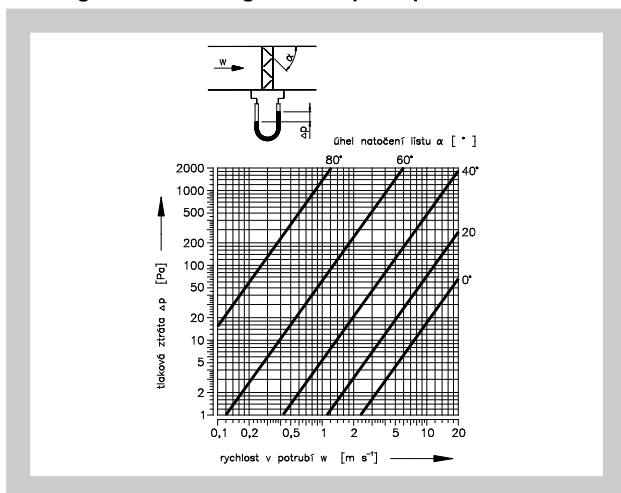 w
α
Δp
úhel natočení listu α [ ° ]
80° 60°
40°
20
0°
2000
1000
500
200
100
50
20
10
5
2
1
tlaková ztráta Δp [Pa]
0,1 0,2 0,5 1 2 5 10 20
rychlost v potrubí w [m s⁻¹]